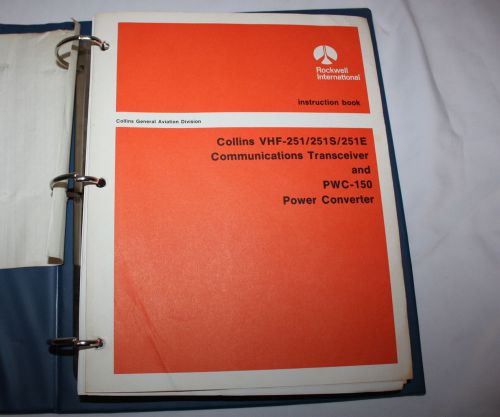 Rockwell
International
instruction book
Collins General Aviation Division
Collins VHF-251/251S/251E
Communications Transceiver
and
PWC-150
Power Converter